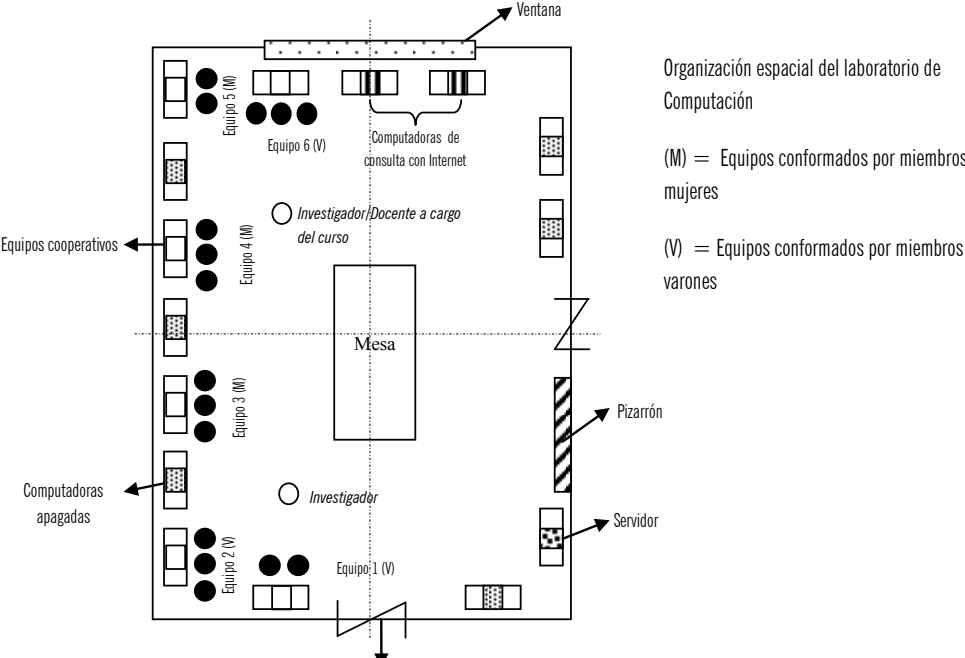 Ventana
Organización espacial del laboratorio de
Computación
(M) = Equipos conformados por miembros
mujeres
(V) = Equipos conformados por miembros
varones
Equipo 5 (M)
Equipo 6 (V)
Computadoras de
consulta con Internet
Investigador/Docente a cargo
del curso
Equipos cooperativos
Equipo 4 (M)
Mesa
Equipo 3 (M)
Pizarrón
Computadoras
apagadas
Investigador
Servidor
Equipo 2 (V)
Equipo 1 (V)